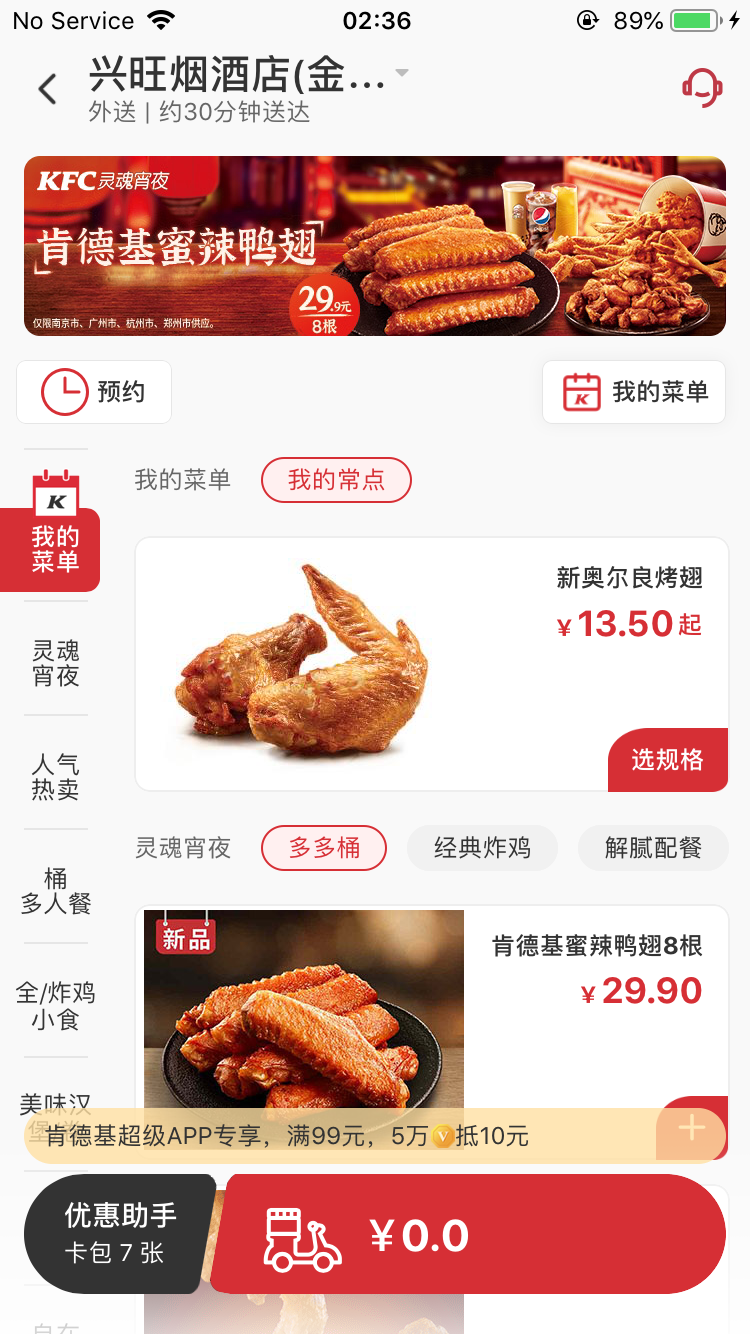 No Service 02:36 89%
兴旺烟酒店(金...
外送 | 约30分钟送达
KFC灵魂宵夜
肯德基蜜辣鸭翅
29.9元
8根
仅限南京市、广州市、杭州市、郑州市供应。
预约
我的菜单
K
K
我的
菜单
灵魂
宵夜
人气
热卖
桶
多人餐
全/炸鸡
小食
美味汉
我的菜单 我的常点
新奥尔良烤翅
¥13.50起
选规格
灵魂宵夜 多多桶 经典炸鸡 解腻配餐
新品
肯德基蜜辣鸭翅8根
¥29.90
肯德基超级APP专享，满99元，5万V抵10元
优惠助手
卡包 7 张
¥0.0